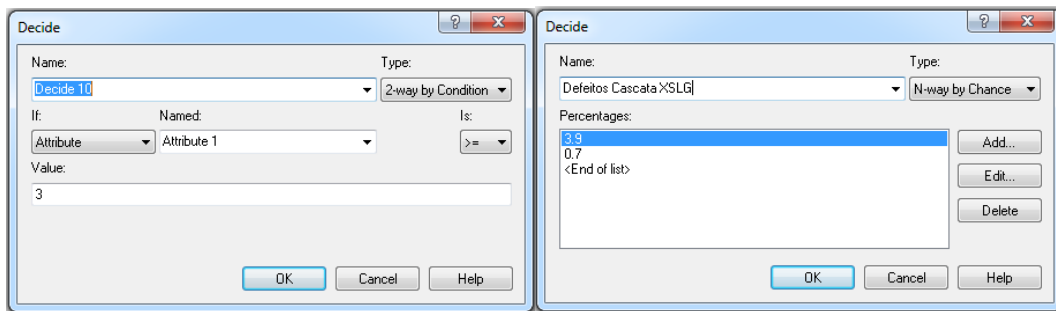 Decide
Name:
Type:
Decide 10
2-way by Condition
If:
Named:
Is:
Attribute
Attribute 1
>=
Value:
3
OK
Cancel
Help
Decide
Name:
Type:
Defeitos Cascata XSLG
N-way by Chance
Percentages:
3.9
0.7
<End of list>
Add...
Edit...
Delete
OK
Cancel
Help